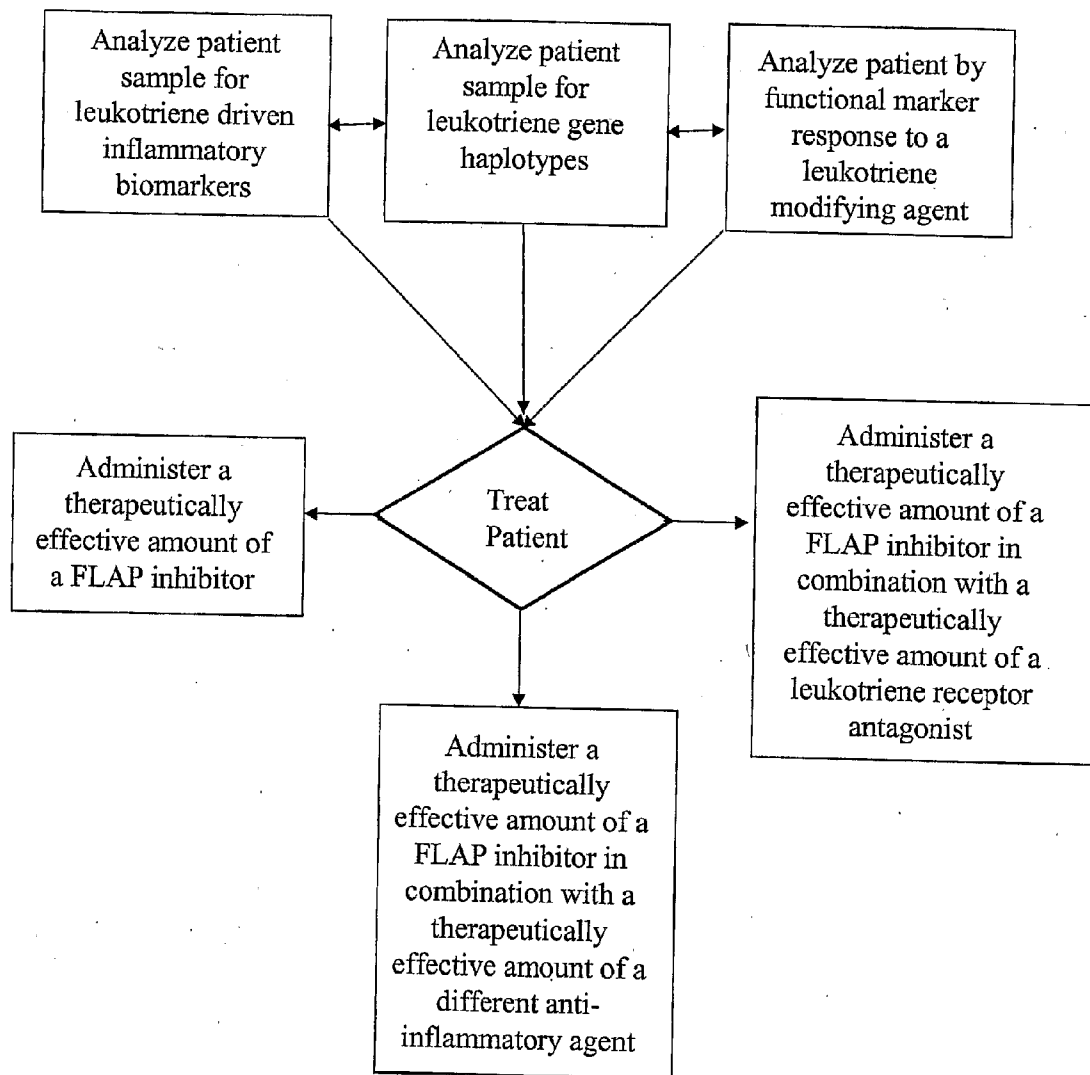 Analyze patient
sample for
leukotriene driven
inflammatory
biomarkers
Analyze patient
sample for
leukotriene gene
haplotypes
Analyze patient by
functional marker
response to a
leukotriene
modifying agent
Administer a
therapeutically
effective amount of
a FLAP inhibitor
Treat
Patient
Administer a
therapeutically
effective amount of a
FLAP inhibitor in
combination with a
therapeutically
effective amount of a
leukotriene receptor
antagonist
Administer a
therapeutically
effective amount of a
FLAP inhibitor in
combination with a
therapeutically
effective amount of a
different anti-
inflammatory agent